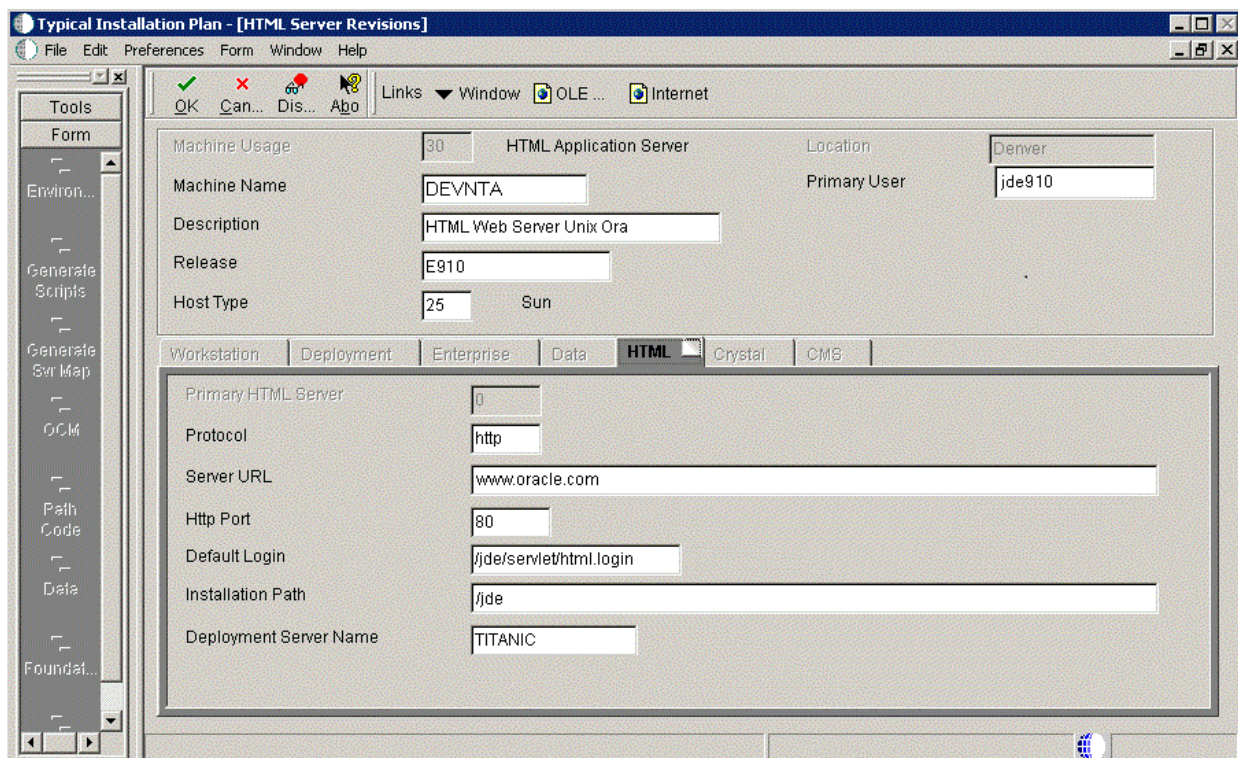 Typical Installation Plan - [HTML Server Revisions]
File Edit Preferences Form Window Help
OK Can... Dis... Abo Links Window OLE ... Internet
Tools
Form
Environ...
Generate
Scripts
Generate
Svr Map
OCM
Path
Code
Data
Foundat...
Machine Usage 30 HTML Application Server Location Denver
Machine Name DEVNTA Primary User jde910
Description HTML Web Server Unix Ora
Release E910
Host Type 25 Sun
Workstation Deployment Enterprise Data HTML Crystal CMS
Primary HTML Server 0
Protocol http
Server URL www.oracle.com
Http Port 80
Default Login /jde/servlet/html.login
Installation Path /jde
Deployment Server Name TITANIC